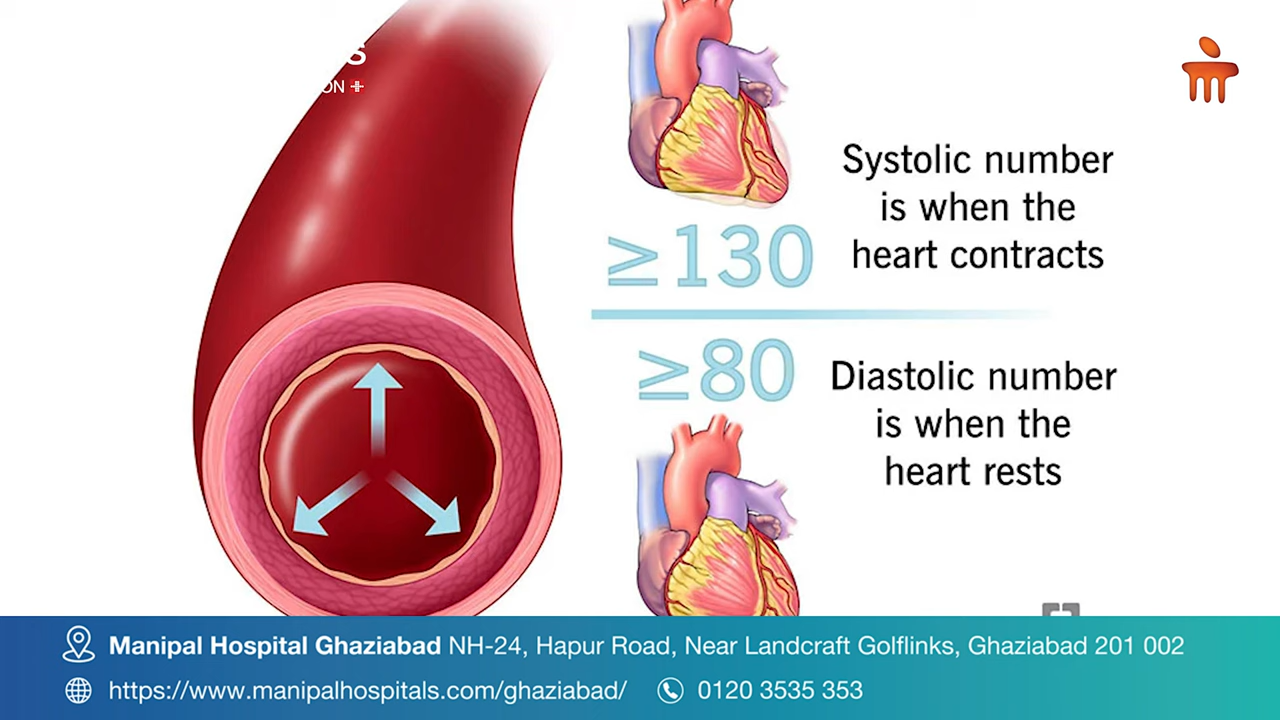 S
ON
Systolic number
is when the
heart contracts
≥130
≥80
Diastolic number
is when the
heart rests
Manipal Hospital Ghaziabad NH-24, Hapur Road, Near Landcraft Golflinks, Ghaziabad 201 002
https://www.manipalhospitals.com/ghaziabad/ 0120 3535 353